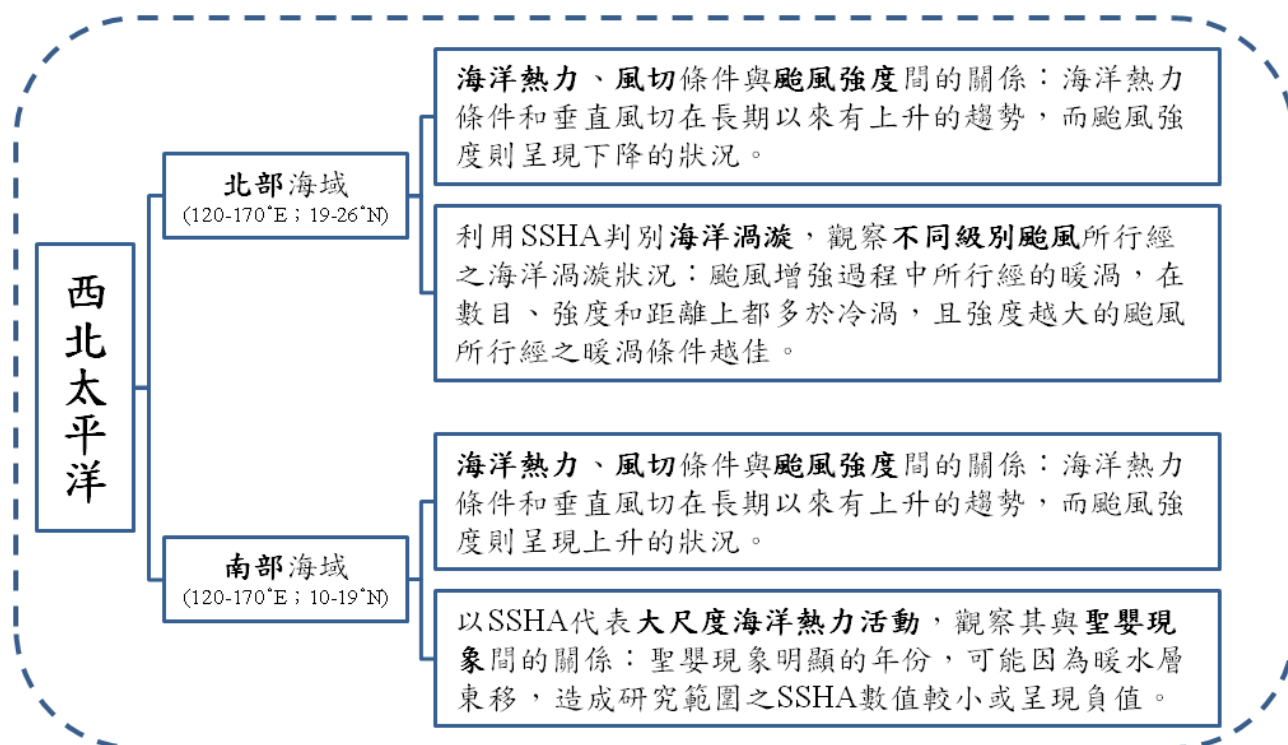 西北太平洋
北部海域
(120-170°E；19-26°N)
海洋熱力、風切條件與颱風強度間的關係：海洋熱力
條件和垂直風切在長期以來有上升的趨勢，而颱風強
度則呈現下降的狀況。
利用SSHA判別海洋渦漩，觀察不同級別颱風所行經
之海洋渦漩狀況：颱風增強過程中所行經的暖渦，在
數目、強度和距離上都多於冷渦，且強度越大的颱風
所行經之暖渦條件越佳。
南部海域
(120-170°E；10-19°N)
海洋熱力、風切條件與颱風強度間的關係：海洋熱力
條件和垂直風切在長期以來有上升的趨勢，而颱風強
度則呈現上升的狀況。
以SSHA代表大尺度海洋熱力活動，觀察其與聖嬰現
象間的關係：聖嬰現象明顯的年份，可能因為暖水層
東移，造成研究範圍之SSHA數值較小或呈現負值。